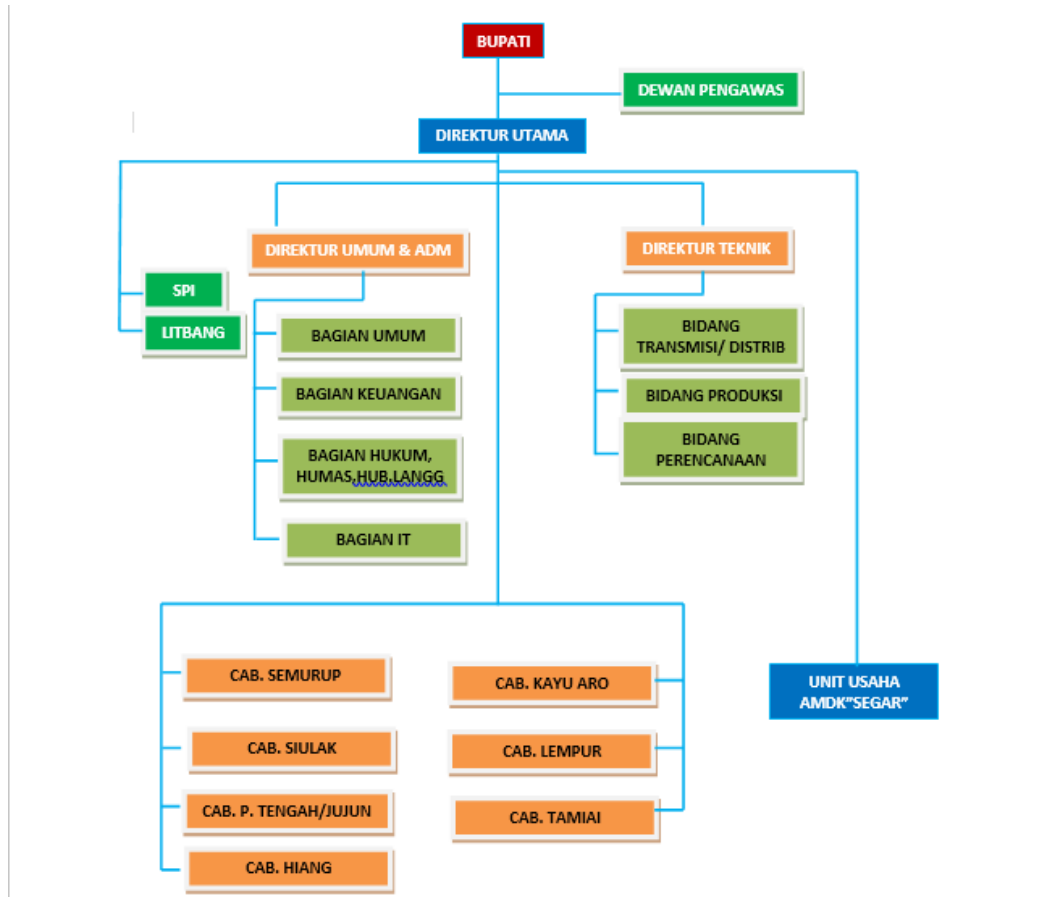 BUPATI
DEWAN PENGAWAS
DIREKTUR UTAMA
DIREKTUR UMUM & ADM
DIREKTUR TEKNIK
SPI
LITBANG
BAGIAN UMUM
BAGIAN KEUANGAN
BAGIAN HUKUM,
HUMAS,HUB.LANGG
BAGIAN IT
BIDANG
TRANSMISI/ DISTRIB
BIDANG PRODUKSI
BIDANG
PERENCANAAN
CAB. SEMURUP
CAB. SIULAK
CAB. P. TENGAH/JUJUN
CAB. HIANG
CAB. KAYU ARO
CAB. LEMPUR
CAB. TAMIAI
UNIT USAHA
AMDK”SEGAR”